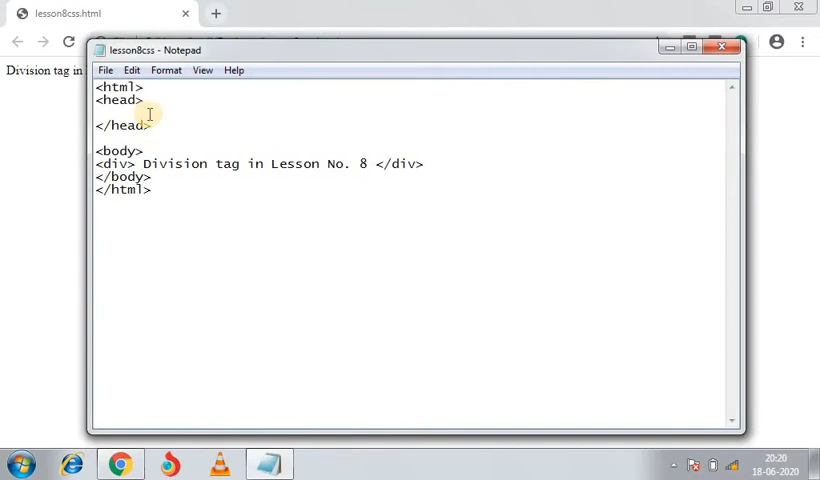 lesson8css.html
lesson8css - Notepad
Division tag in
File Edit Format View Help
<html>
<head>
</head>
<body>
<div> Division tag in Lesson No. 8 </div>
</body>
</html>
20:20
18-06-2020